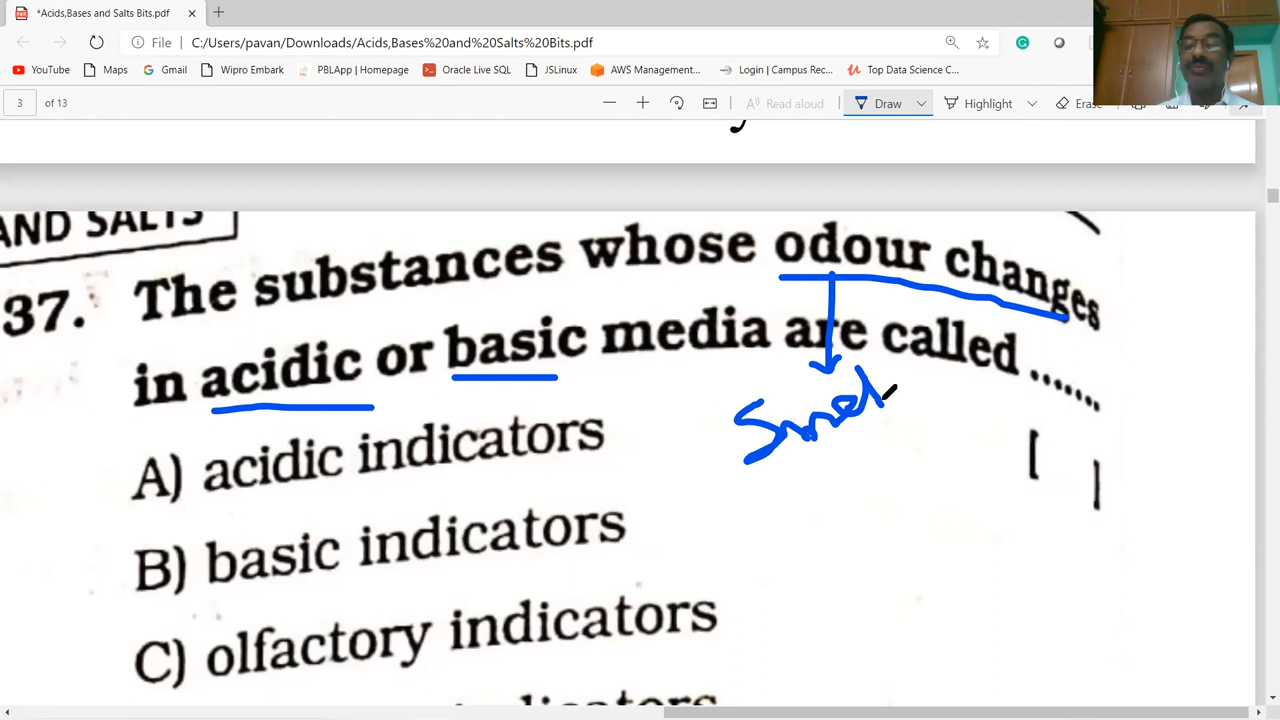 *Acids,Bases and Salts Bits.pdf
File C:/Users/pavan/Downloads/Acids,Bases%20and%20Salts%20Bits.pdf
YouTube Maps Gmail Wipro Embark PBLApp | Homepage Oracle Live SQL JSLinux AWS Management... Login | Campus Rec... Top Data Science C...
3 of 13 Read aloud Draw Highlight Erase
AND SALTS
37. The substances whose odour changes
in acidic or basic media are called .......
Smel
A) acidic indicators [ ]
B) basic indicators
C) olfactory indicators